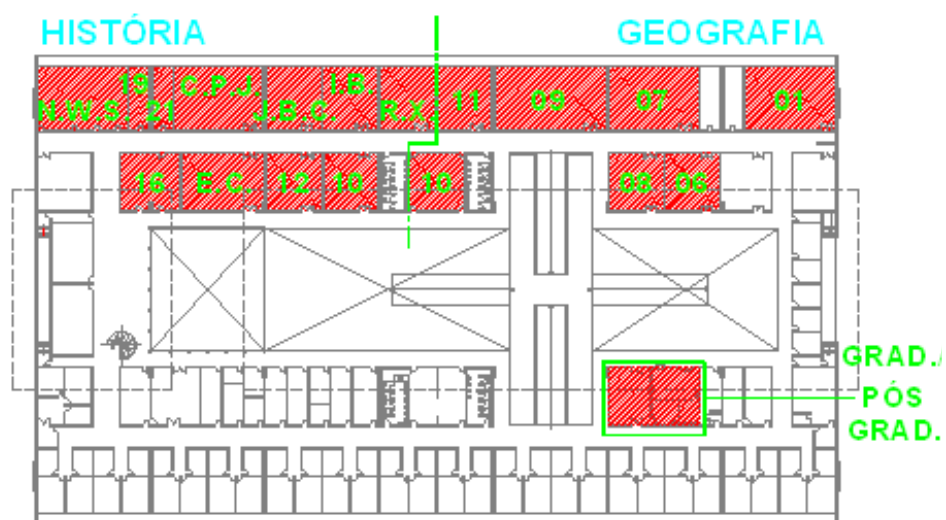 HISTÓRIA GEOGRAFIA
19 C.P.J. I.B.
N.W.S. 21 J.B.C. R.X. 11 09 07 01
16 E.C. 12 10 10 08 06
GRAD./
PÓS
GRAD.